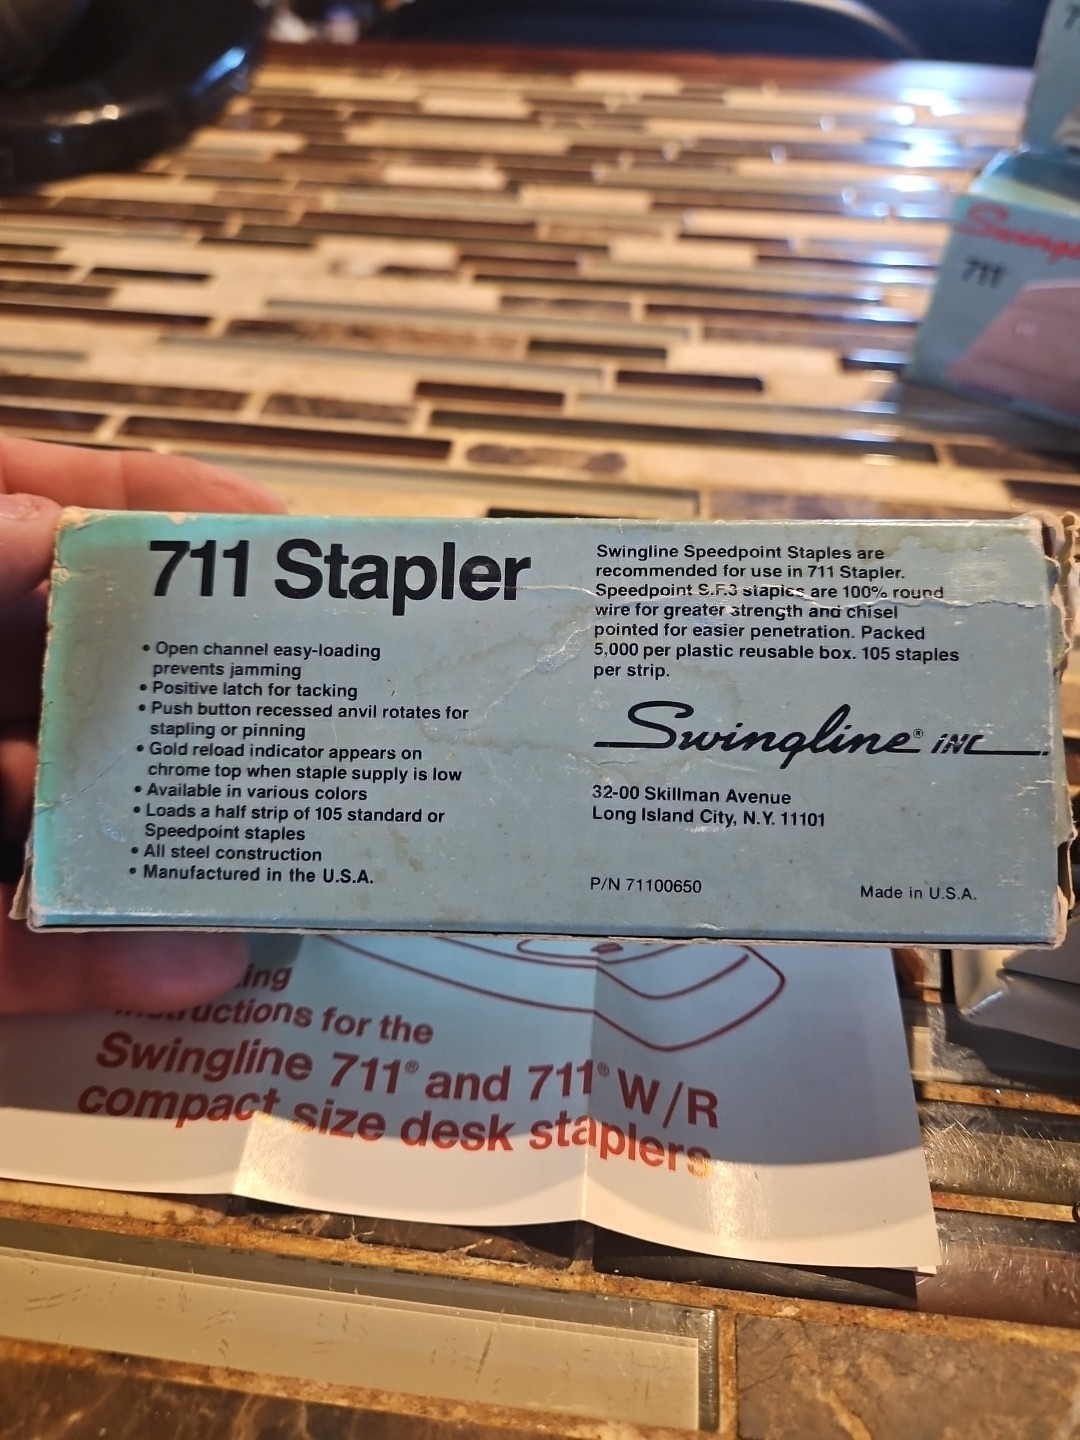 7
Swingl
711
711 Stapler
• Open channel easy-loading
prevents jamming
• Positive latch for tacking
• Push button recessed anvil rotates for
stapling or pinning
• Gold reload indicator appears on
chrome top when staple supply is low
• Available in various colors
• Loads a half strip of 105 standard or
Speedpoint staples
• All steel construction
• Manufactured in the U.S.A.
Swingline Speedpoint Staples are
recommended for use in 711 Stapler.
Speedpoint S.F.3 staples are 100% round
wire for greater strength and chisel
pointed for easier penetration. Packed
5,000 per plastic reusable box. 105 staples
per strip.
Swingline® INC.
32-00 Skillman Avenue
Long Island City, N.Y. 11101
P/N 71100650
Made in U.S.A.
ing
uctions for the
Swingline 711® and 711® W/R
compact size desk staplers